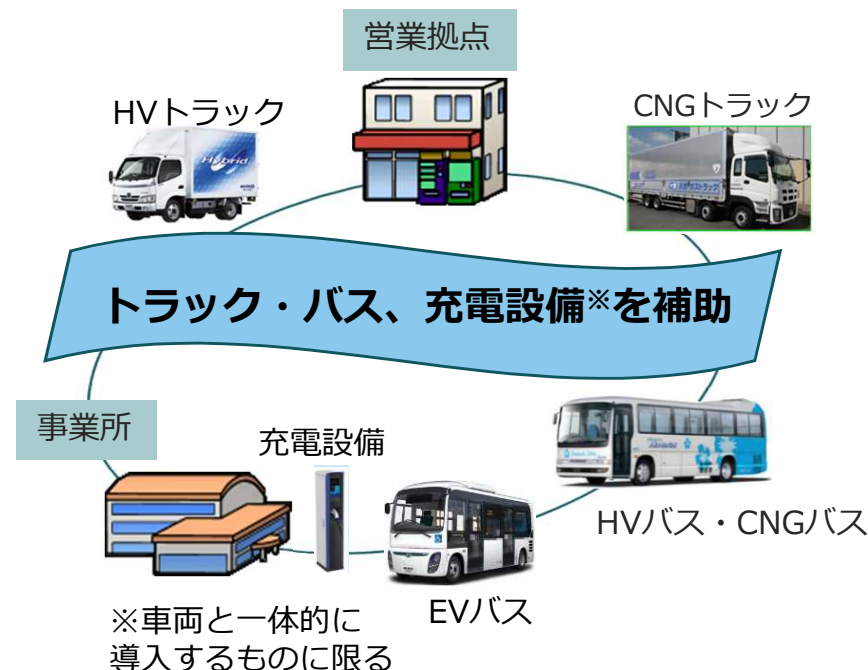 営業拠点
HVトラック
CNGトラック
Hybrid
トラック・バス、充電設備※を補助
事業所
充電設備
HVバス・CNGバス
EVバス
※車両と一体的に
導入するものに限る